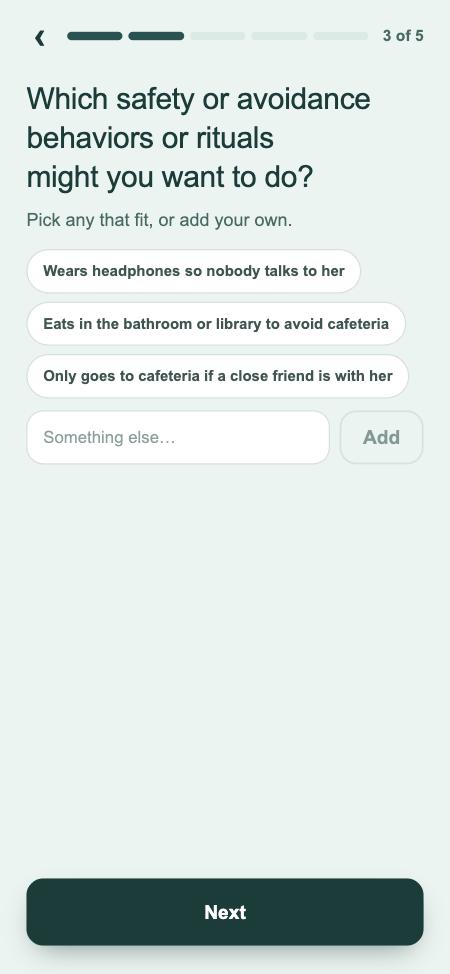 3 of 5
Which safety or avoidance
behaviors or rituals
might you want to do?
Pick any that fit, or add your own.
Wears headphones so nobody talks to her
Eats in the bathroom or library to avoid cafeteria
Only goes to cafeteria if a close friend is with her
Something else…
Add
Next